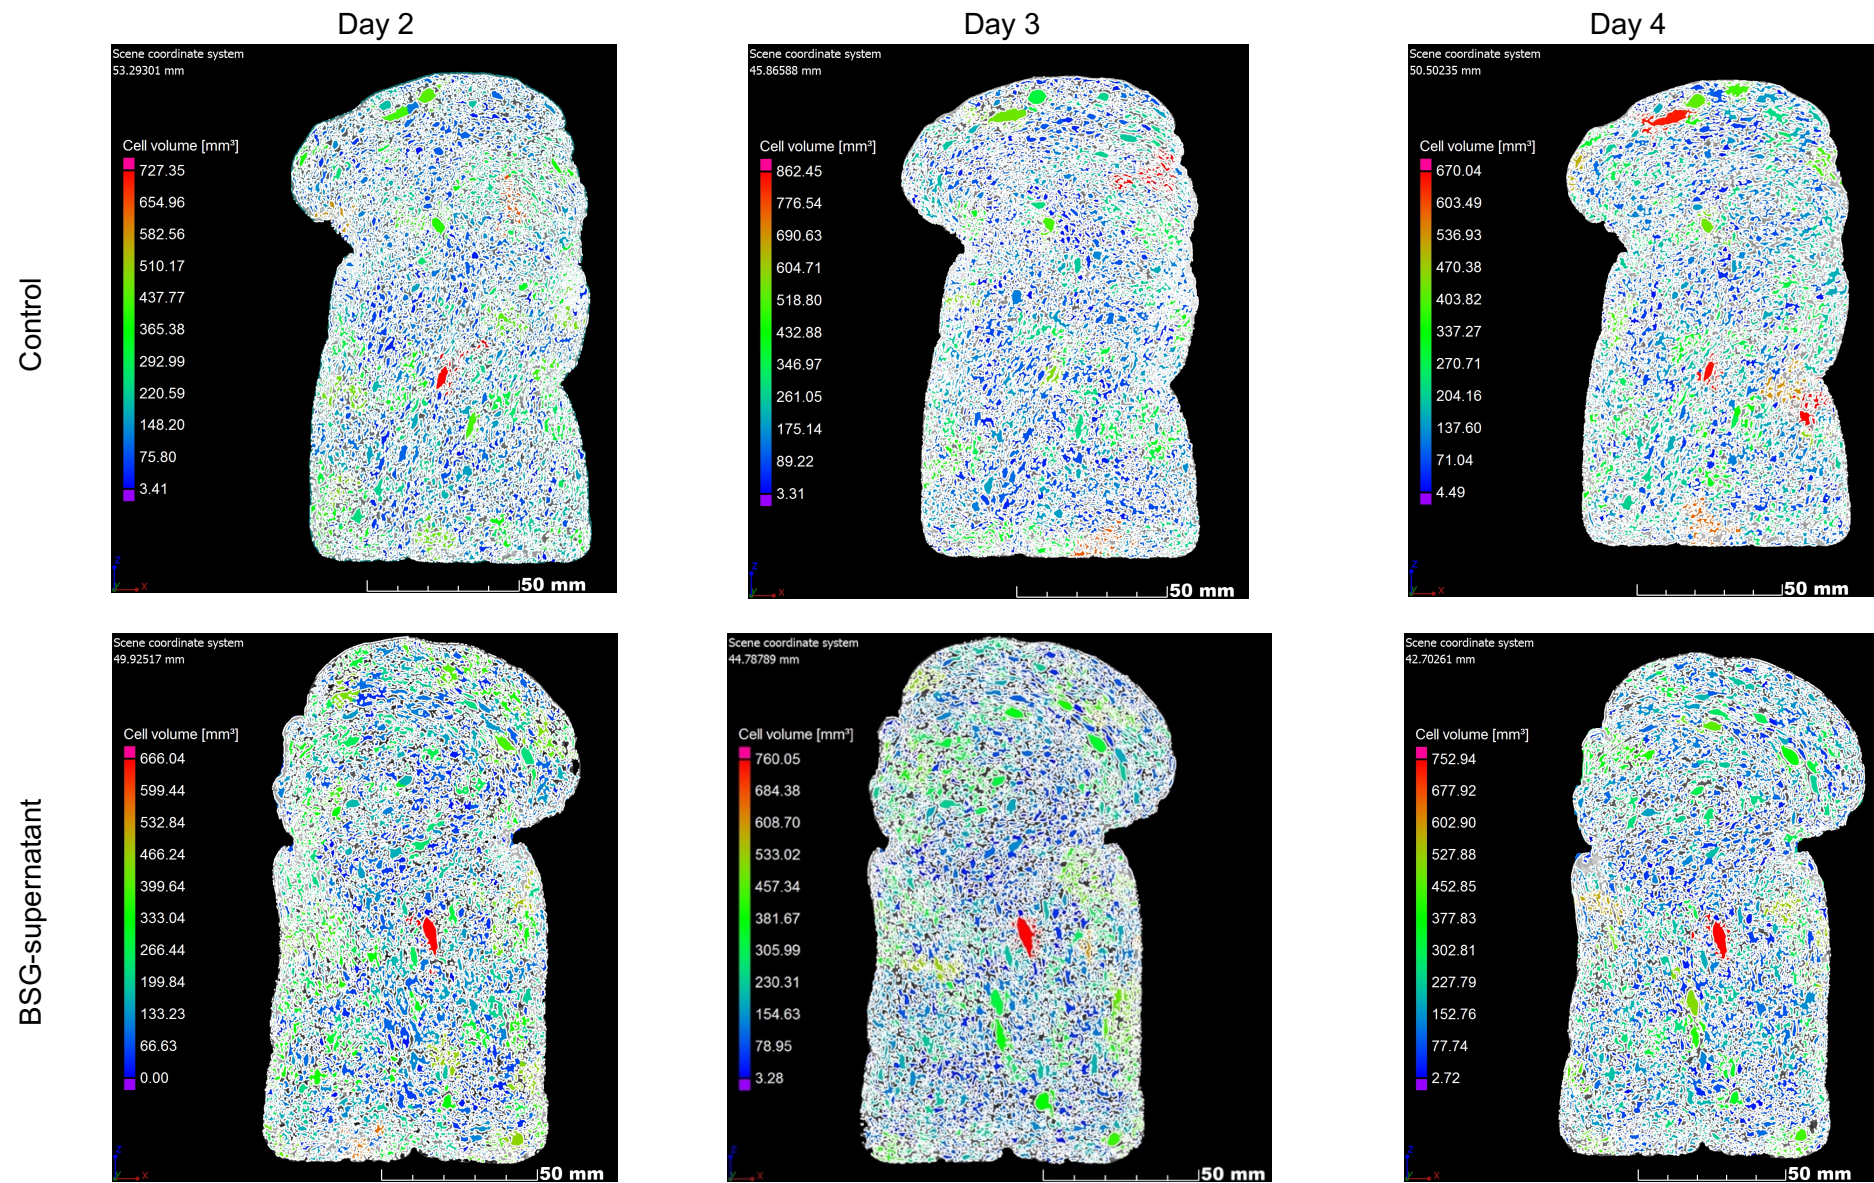 Day 2
Day 3
Day 4
Control
Scene coordinate system
53.29301 mm
Cell volume [mm³]
727.35
654.96
582.56
510.17
437.77
365.38
292.99
220.59
148.20
75.80
3.41
z
y
x
50 mm
Scene coordinate system
45.86588 mm
Cell volume [mm³]
862.45
776.54
690.63
604.71
518.80
432.88
346.97
261.05
175.14
89.22
3.31
z
y
x
50 mm
Scene coordinate system
50.50235 mm
Cell volume [mm³]
670.04
603.49
536.93
470.38
403.82
337.27
270.71
204.16
137.60
71.04
4.49
z
y
x
50 mm
BSG-supernatant
Scene coordinate system
49.92517 mm
Cell volume [mm³]
666.04
599.44
532.84
466.24
399.64
333.04
266.44
199.84
133.23
66.63
0.00
z
y
x
50 mm
Scene coordinate system
44.78789 mm
Cell volume [mm³]
760.05
684.38
608.70
533.02
457.34
381.67
305.99
230.31
154.63
78.95
3.28
z
y
x
50 mm
Scene coordinate system
42.70261 mm
Cell volume [mm³]
752.94
677.92
602.90
527.88
452.85
377.83
302.81
227.79
152.76
77.74
2.72
z
y
x
50 mm